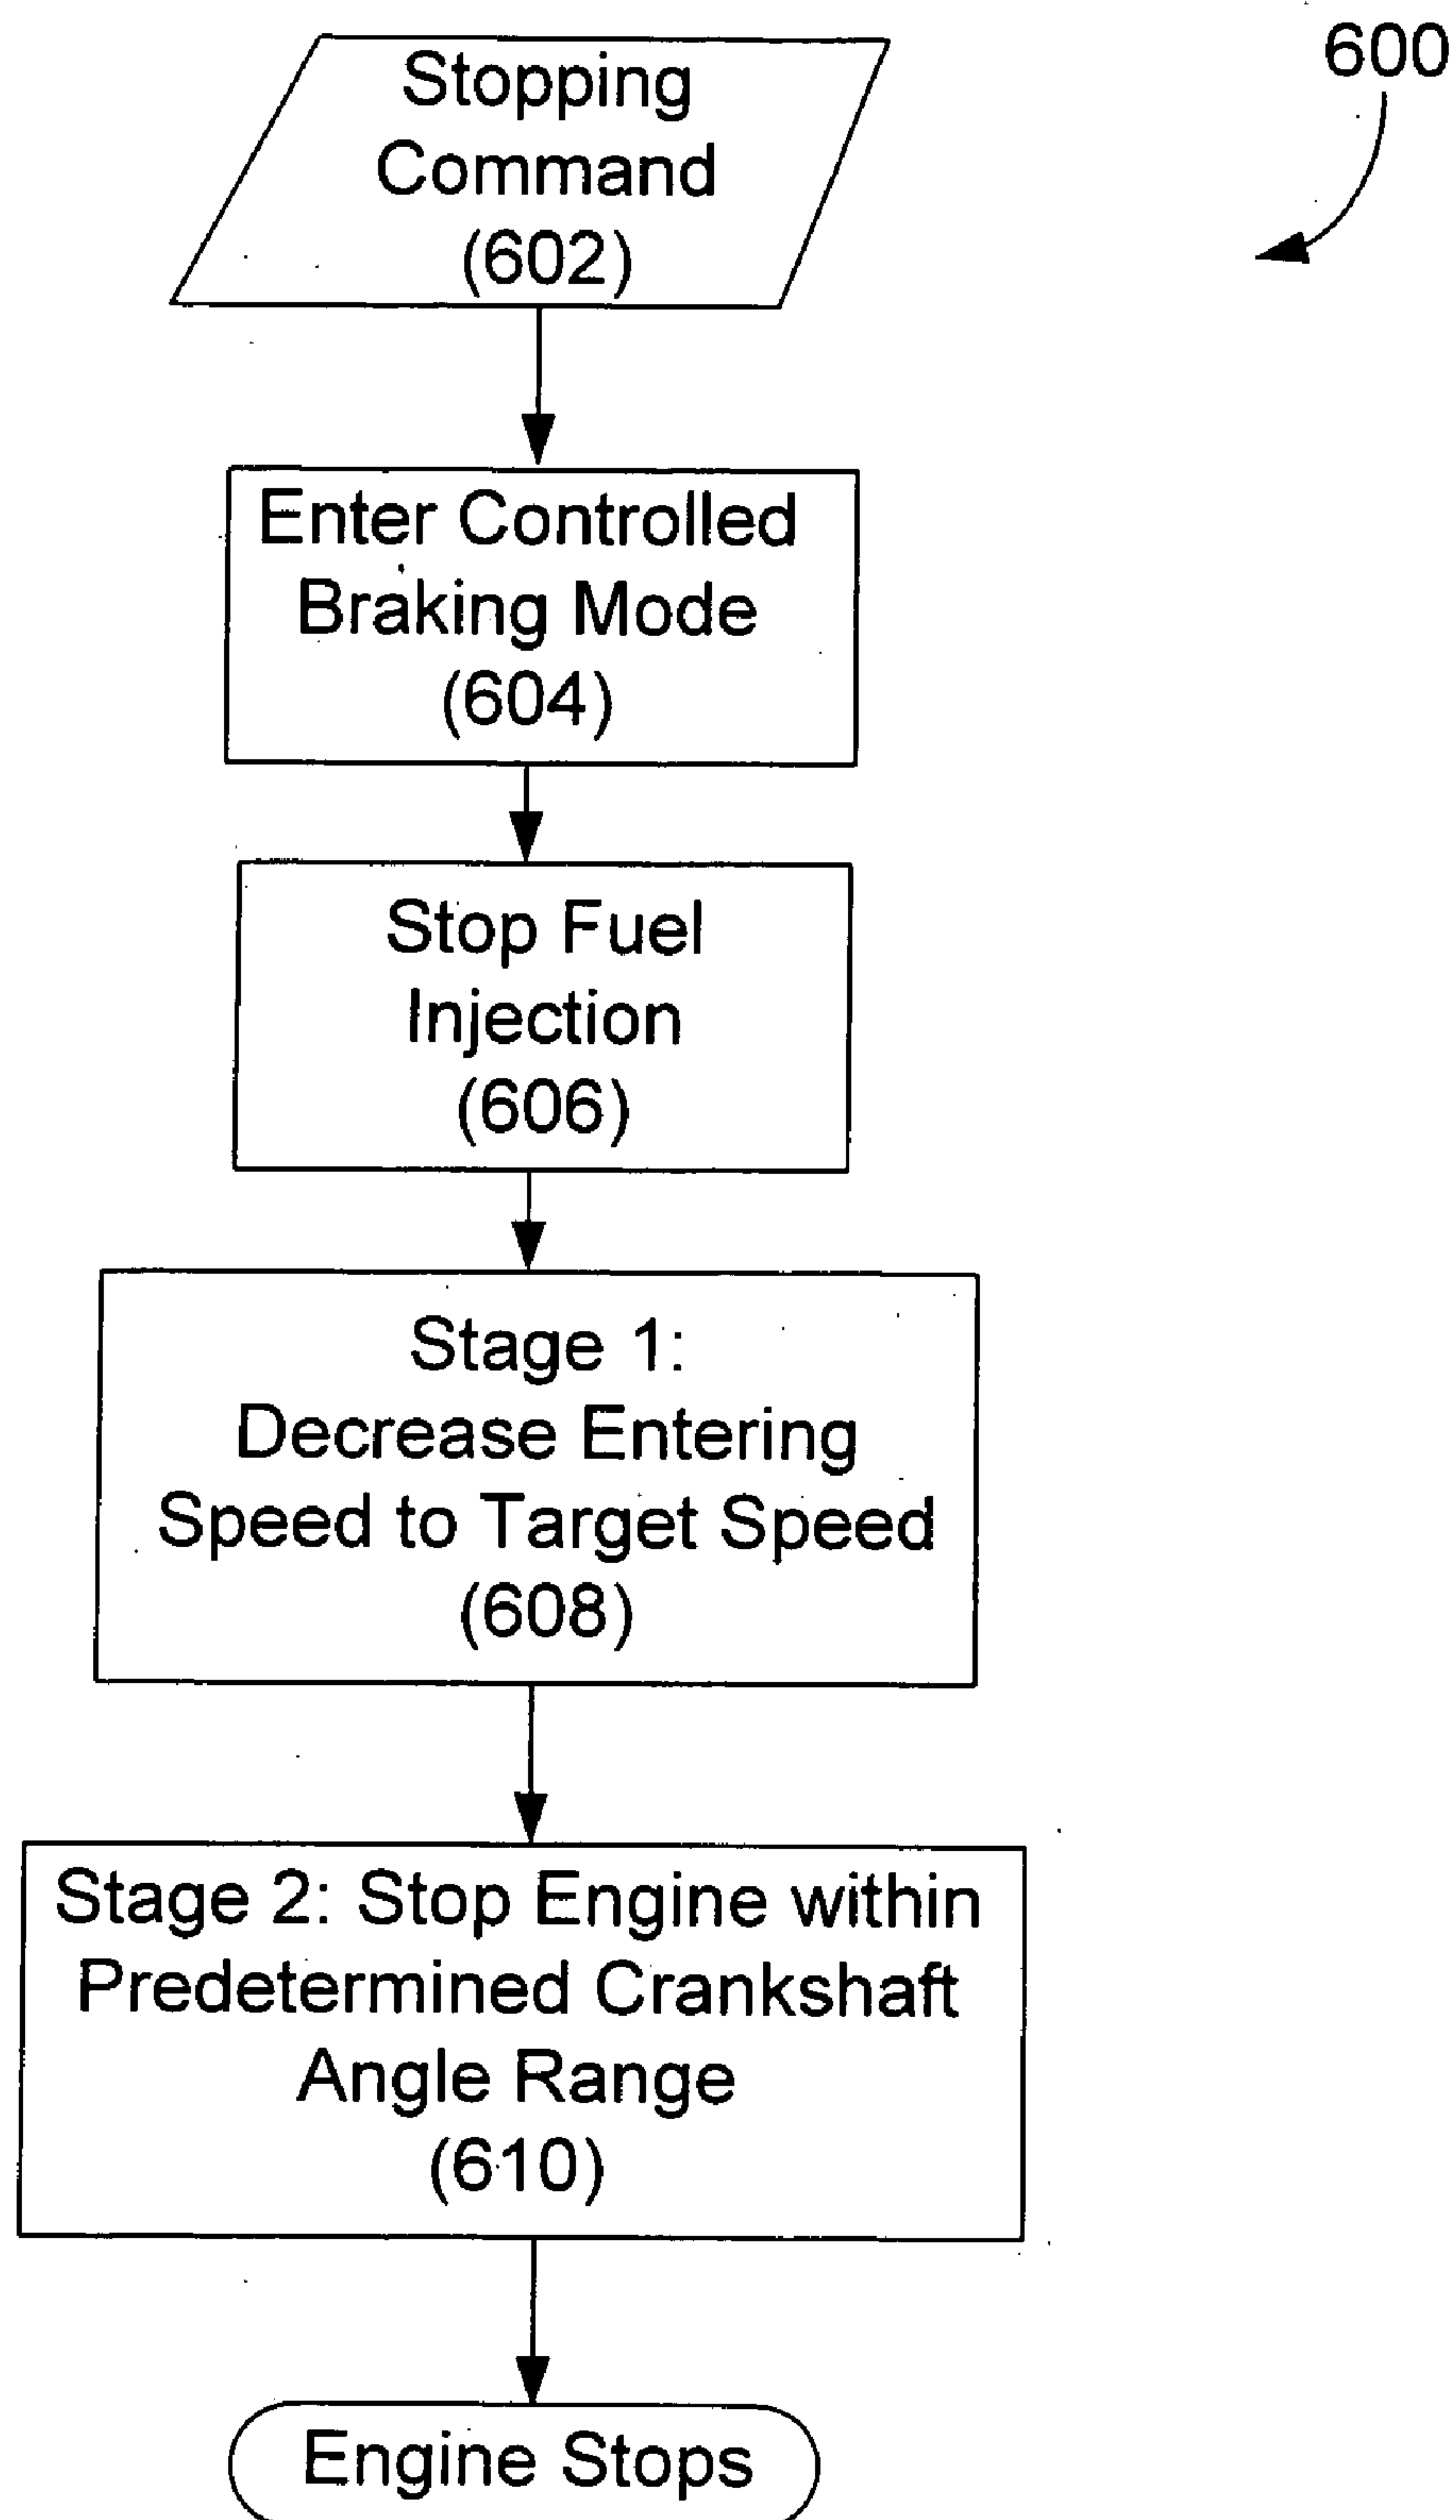 600
Stopping
Command
(602)
Enter Controlled
Braking Mode
(604)
Stop Fuel
Injection
(606)
Stage 1:
Decrease Entering
Speed to Target Speed
(608)
Stage 2: Stop Engine within
Predetermined Crankshaft
Angle Range
(610)
Engine Stops